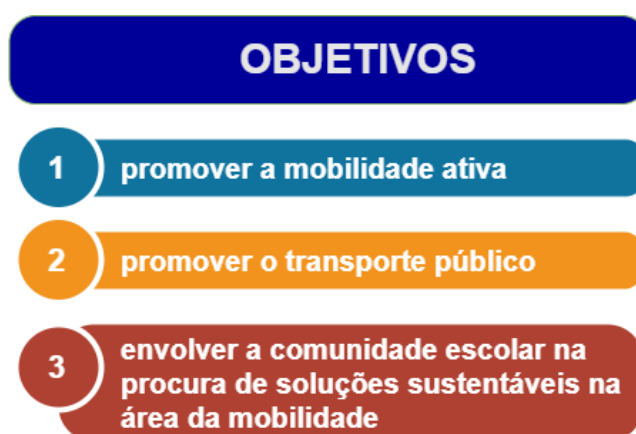 OBJETIVOS
1
promover a mobilidade ativa
2
promover o transporte público
3
envolver a comunidade escolar na
procura de soluções sustentáveis na
área da mobilidade